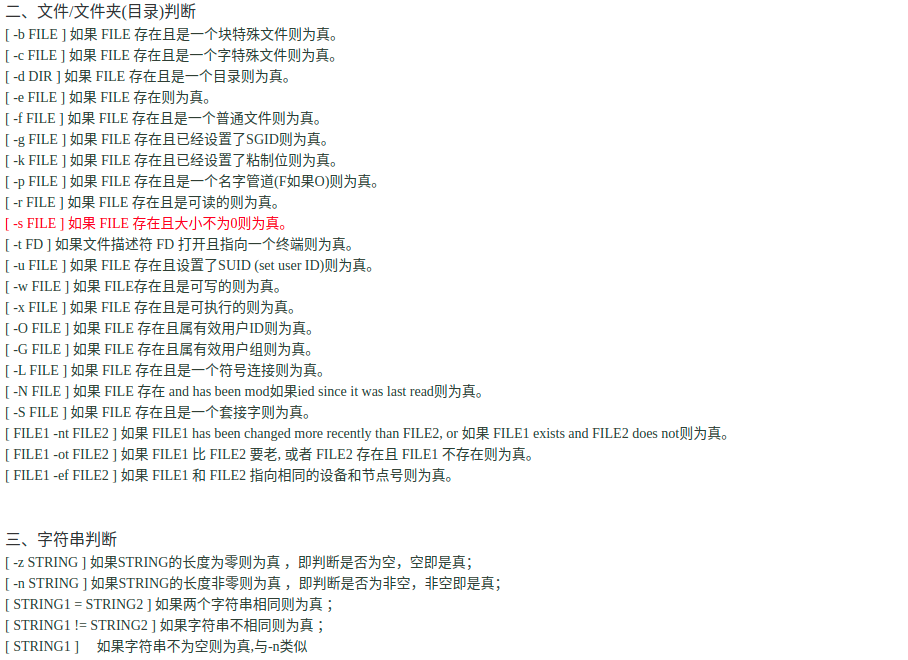 二、文件/文件夹(目录)判断
[ -b FILE ] 如果 FILE 存在且是一个块特殊文件则为真。
[ -c FILE ] 如果 FILE 存在且是一个字特殊文件则为真。
[ -d DIR ] 如果 FILE 存在且是一个目录则为真。
[ -e FILE ] 如果 FILE 存在则为真。
[ -f FILE ] 如果 FILE 存在且是一个普通文件则为真。
[ -g FILE ] 如果 FILE 存在且已经设置了SGID则为真。
[ -k FILE ] 如果 FILE 存在且已经设置了粘制位则为真。
[ -p FILE ] 如果 FILE 存在且是一个名字管道(F如果O)则为真。
[ -r FILE ] 如果 FILE 存在且是可读的则为真。
[ -s FILE ] 如果 FILE 存在且大小不为0则为真。
[ -t FD ] 如果文件描述符 FD 打开且指向一个终端则为真。
[ -u FILE ] 如果 FILE 存在且设置了SUID (set user ID)则为真。
[ -w FILE ] 如果 FILE存在且是可写的则为真。
[ -x FILE ] 如果 FILE 存在且是可执行的则为真。
[ -O FILE ] 如果 FILE 存在且属有效用户ID则为真。
[ -G FILE ] 如果 FILE 存在且属有效用户组则为真。
[ -L FILE ] 如果 FILE 存在且是一个符号连接则为真。
[ -N FILE ] 如果 FILE 存在 and has been mod如果ied since it was last read则为真。
[ -S FILE ] 如果 FILE 存在且是一个套接字则为真。
[ FILE1 -nt FILE2 ] 如果 FILE1 has been changed more recently than FILE2, or 如果 FILE1 exists and FILE2 does not则为真。
[ FILE1 -ot FILE2 ] 如果 FILE1 比 FILE2 要老, 或者 FILE2 存在且 FILE1 不存在则为真。
[ FILE1 -ef FILE2 ] 如果 FILE1 和 FILE2 指向相同的设备和节点号则为真。
三、字符串判断
[ -z STRING ] 如果STRING的长度为零则为真 ，即判断是否为空，空即是真；
[ -n STRING ] 如果STRING的长度非零则为真 ，即判断是否为非空，非空即是真；
[ STRING1 = STRING2 ] 如果两个字符串相同则为真 ；
[ STRING1 != STRING2 ] 如果字符串不相同则为真 ；
[ STRING1 ]　 如果字符串不为空则为真,与-n类似